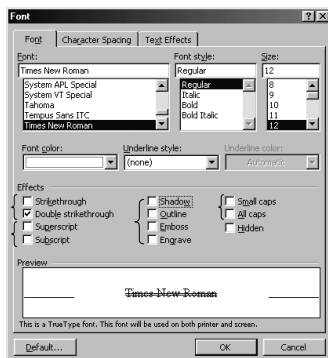 Font
Font Character Spacing Text Effects
Font: Font style: Size:
Times New Roman Regular 12
System APL Special Regular 8
System VT Special Italic 9
Tahoma Bold 10
Tempus Sans ITC Bold Italic 11
Times New Roman 12
Font color: Underline style: Underline color:
(none) Automatic
Effects
Strikethrough Shadow Small caps
Double strikethrough Outline All caps
Superscript Emboss Hidden
Subscript Engrave
Preview
Times New Roman
This is a TrueType font. This font will be used on both printer and screen.
Default... OK Cancel